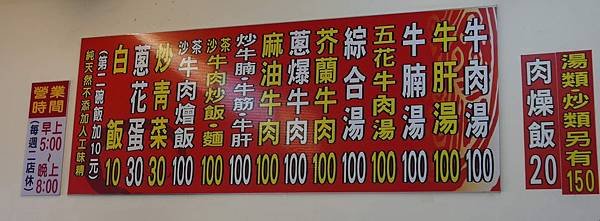 湯類·炒類另有150
肉燥飯 20
牛肉湯 100
牛肝湯 100
牛腩湯 100
五花牛肉湯 100
綜合湯 100
芥蘭牛肉 100
蔥爆牛肉 100
麻油牛肉 100
炒牛腩·牛筋·牛肝 100
沙茶牛肉炒飯·麵 100
沙茶牛肉燴飯 100
炒青菜 30
蔥花蛋 30
白飯 10
(第二碗飯加10元)
純天然不添加人工味精
營業時間
早上5:00~晚上8:00
(每週二店休)